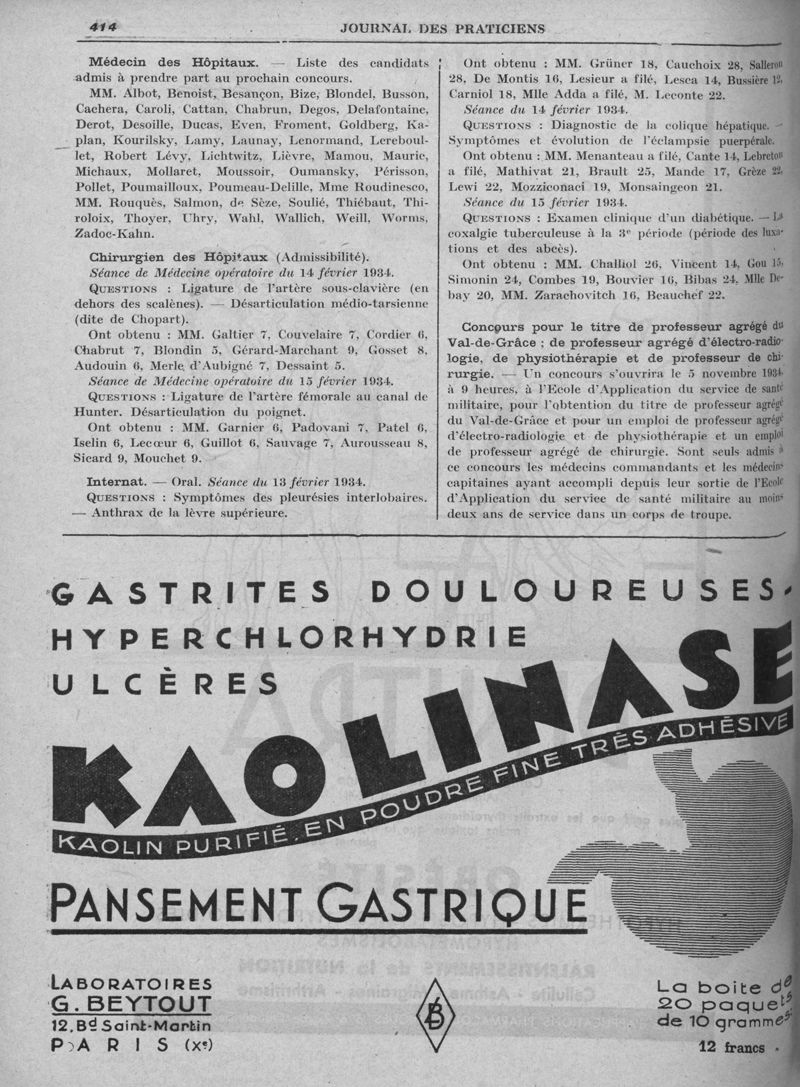 414
JOURNAL DES PRATICIENS
Médecin des Hôpitaux. — Liste des candidats
admis à prendre part au prochain concours.
MM. Albot, Benoist, Besançon, Bize, Blondel, Busson,
Cachera, Caroli, Cattan, Chabrun, Degos, Delafontaine,
Derot, Desoille, Ducas, Even, Froment, Goldberg, Ka-
plan, Kourilsky, Lamy, Launay, Lenormand, Lereboul-
let, Robert Lévy, Lichtwitz, Lièvre, Mamou, Mauric,
Michaux, Mollaret, Moussoir, Oumansky, Périsson,
Pollet, Poumailloux, Poumeau-Delille, Mme Roudinesco,
MM. Rouquès, Salmon, de Sèze, Soulié, Thiébaut, Thi-
roloix, Thoyer, Uhry, Wahl, Wallich, Weill, Worms,
Zadoc-Kahn.
Chirurgien des Hôpitaux (Admissibilité).
Séance de Médecine opératoire du 14 février 1934.
QUESTIONS : Ligature de l'artère sous-clavière (en
dehors des scalènes). — Désarticulation médio-tarsienne
(dite de Chopart).
Ont obtenu : MM. Galtier 7, Couvelaire 7, Cordier 6,
Chabrut 7, Blondin 5, Gérard-Marchant 9, Gosset 8,
Audouin 6, Merle d'Aubigné 7, Dessaint 5.
Séance de Médecine opératoire du 15 février 1934.
QUESTIONS : Ligature de l'artère fémorale au canal de
Hunter. Désarticulation du poignet.
Ont obtenu : MM. Garnier 6, Padovani 7, Patel 6,
Iselin 6, Lecœur 6, Guillot 6, Sauvage 7, Aurousseau 8,
Sicard 9, Mouchet 9.
Internat. — Oral. Séance du 13 février 1934.
QUESTIONS : Symptômes des pleurésies interlobaires.
— Anthrax de la lèvre supérieure.
Ont obtenu : MM. Grüner 18, Cauchoix 28, Salleron
28, De Montis 16, Lesieur a filé, Lesca 14, Bussière 12,
Carniol 18, Mlle Adda a filé, M. Leconte 22.
Séance du 14 février 1934.
QUESTIONS : Diagnostic de la colique hépatique. —
Symptômes et évolution de l'éclampsie puerpérale.
Ont obtenu : MM. Menanteau a filé, Cante 14, Lebreton
a filé, Mathivat 21, Brault 25, Mande 17, Grèze 22,
Lewi 22, Mozziconaci 19, Monsaingeon 21.
Séance du 15 février 1934.
QUESTIONS : Examen clinique d'un diabétique. — La
coxalgie tuberculeuse à la 3e période (période des luxa-
tions et des abcès).
Ont obtenu : MM. Challiol 26, Vincent 14, Gou 15,
Simonin 24, Combes 19, Bouvier 16, Bibas 24, Mlle De-
bay 20, MM. Zarachovitch 16, Beauchef 22.
Concours pour le titre de professeur agrégé du
Val-de-Grâce ; de professeur agrégé d'électro-radio-
logie, de physiothérapie et de professeur de chi-
rurgie. — Un concours s'ouvrira le 5 novembre 1934
à 9 heures, à l'Ecole d'Application du service de santé
militaire, pour l'obtention du titre de professeur agrégé
du Val-de-Grâce et pour un emploi de professeur agrégé
d'électro-radiologie et de physiothérapie et un emploi
de professeur agrégé de chirurgie. Sont seuls admis à
ce concours les médecins commandants et les médecins
capitaines ayant accompli depuis leur sortie de l'Ecole
d'Application du service de santé militaire au moins
deux ans de service dans un corps de troupe.
GASTRITES DOULOUREUSES
HYPERCHLORHYDRIE
ULCÈRES
KAOLINASE
KAOLIN PURIFIÉ. EN POUDRE FINE TRÈS ADHÉSIVE
PANSEMENT GASTRIQUE
LABORATOIRES
G. BEYTOUT
12, Bd Saint-Martin
PARIS (Xe)
La boite de
20 paquets
de 10 grammes
12 francs